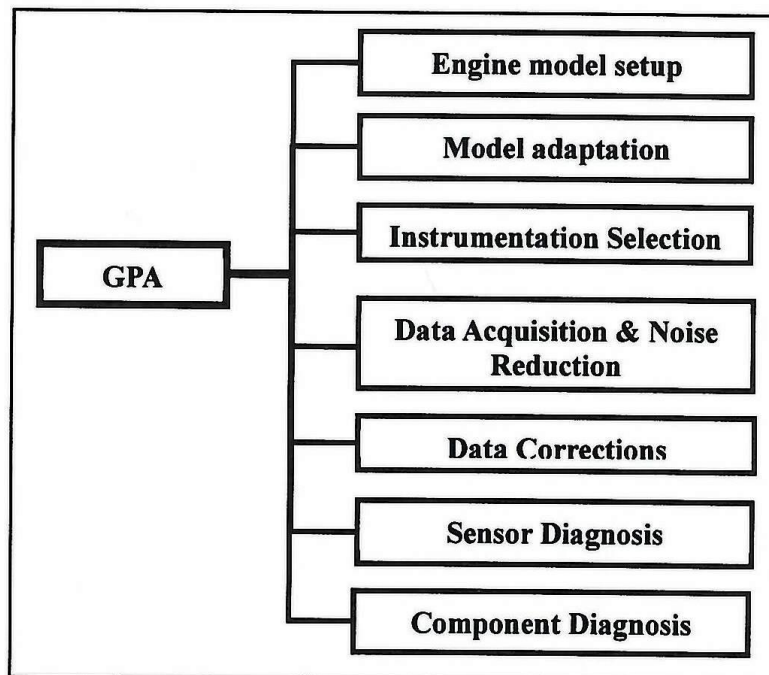 Engine model setup
Model adaptation
Instrumentation Selection
GPA
Data Acquisition & Noise
Reduction
Data Corrections
Sensor Diagnosis
Component Diagnosis